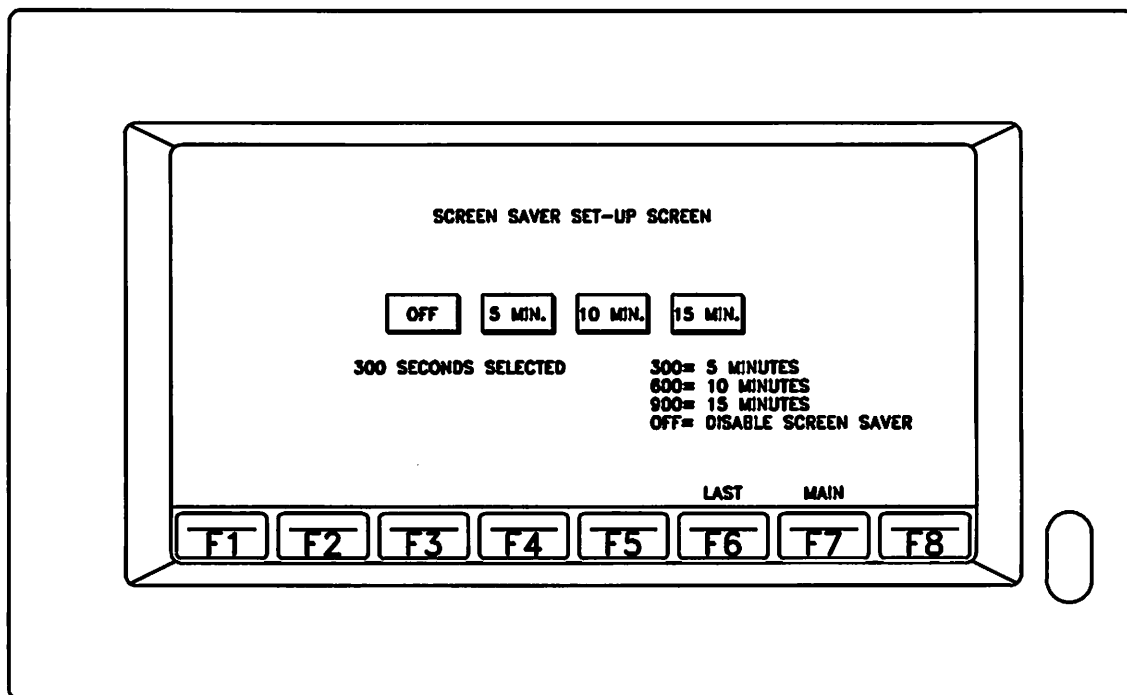 SCREEN SAVER SET-UP SCREEN
OFF 5 MIN. 10 MIN. 15 MIN.
300 SECONDS SELECTED
300= 5 MINUTES
600= 10 MINUTES
900= 15 MINUTES
OFF= DISABLE SCREEN SAVER
LAST MAIN
F1 F2 F3 F4 F5 F6 F7 F8